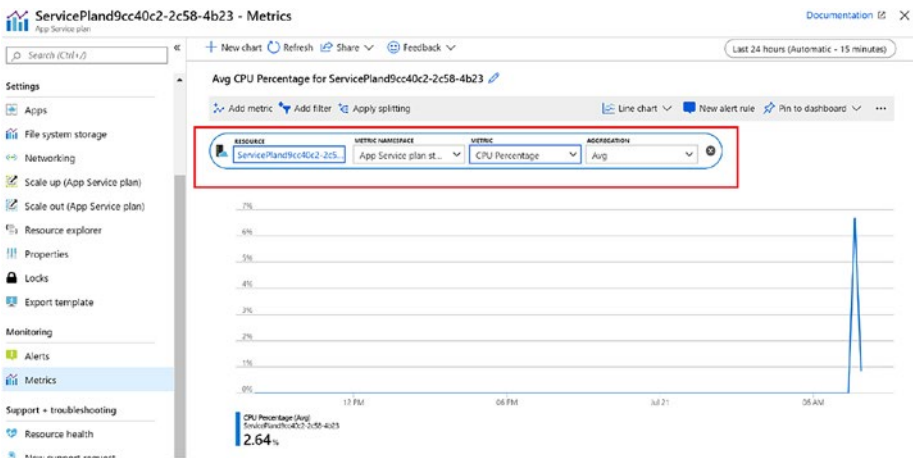 ServicePland9cc40c2-2c58-4b23 - Metrics
App Service plan
Documentation
Search (Ctrl+/)
New chart Refresh Share Feedback
Last 24 hours (Automatic - 15 minutes)
Settings
Apps
File system storage
Networking
Scale up (App Service plan)
Scale out (App Service plan)
Resource explorer
Properties
Locks
Export template
Monitoring
Alerts
Metrics
Support + troubleshooting
Resource health
New support request
Avg CPU Percentage for ServicePland9cc40c2-2c58-4b23
Add metric Add filter Apply splitting
Line chart New alert rule Pin to dashboard ...
RESOURCE METRIC NAMESPACE METRIC AGGREGATION
ServicePland9cc40c2-2c5... App Service plan st... CPU Percentage Avg
7%
6%
5%
4%
3%
2%
1%
0%
12 PM 06 PM Jul 21 06 AM
CPU Percentage (Avg)
ServicePland9cc40c2-2c58-4b23
2.64%